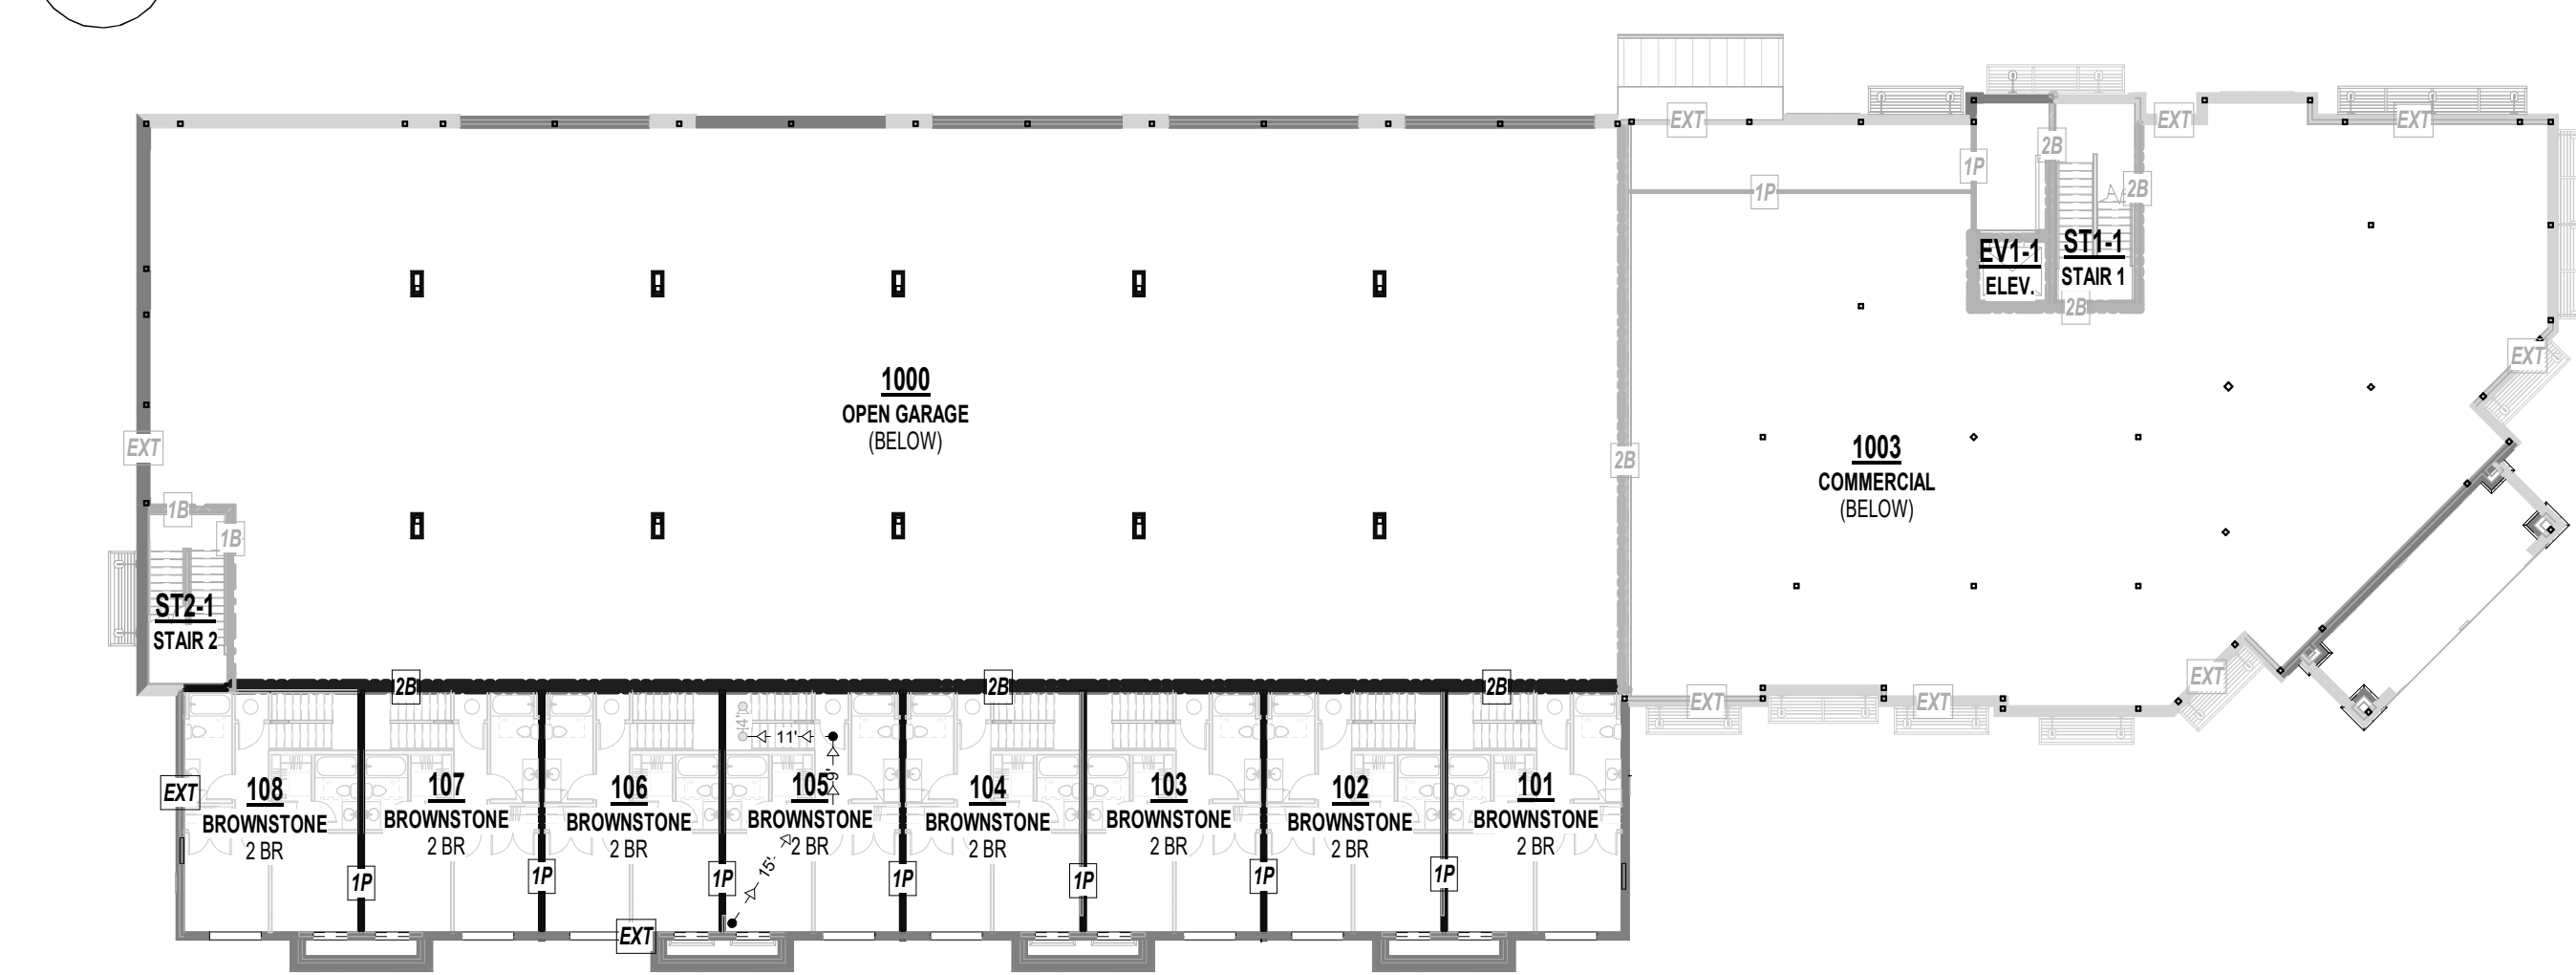 EXT
EXT
EXT
2B
1P
2B
1P
EV1-1
ELEV.
ST1-1
STAIR 1
2B
EXT
1000
OPEN GARAGE
(BELOW)
EXT
2B
1003
COMMERCIAL
(BELOW)
1B
1B
ST2-1
STAIR 2
2B
2B
2B
EXT
EXT
EXT
4'
11'
9'
EXT
108
BROWNSTONE
2 BR
107
BROWNSTONE
2 BR
106
BROWNSTONE
2 BR
105
BROWNSTONE
2 BR
104
BROWNSTONE
2 BR
103
BROWNSTONE
2 BR
102
BROWNSTONE
2 BR
101
BROWNSTONE
2 BR
15'
1P
1P
1P
1P
1P
1P
1P
EXT